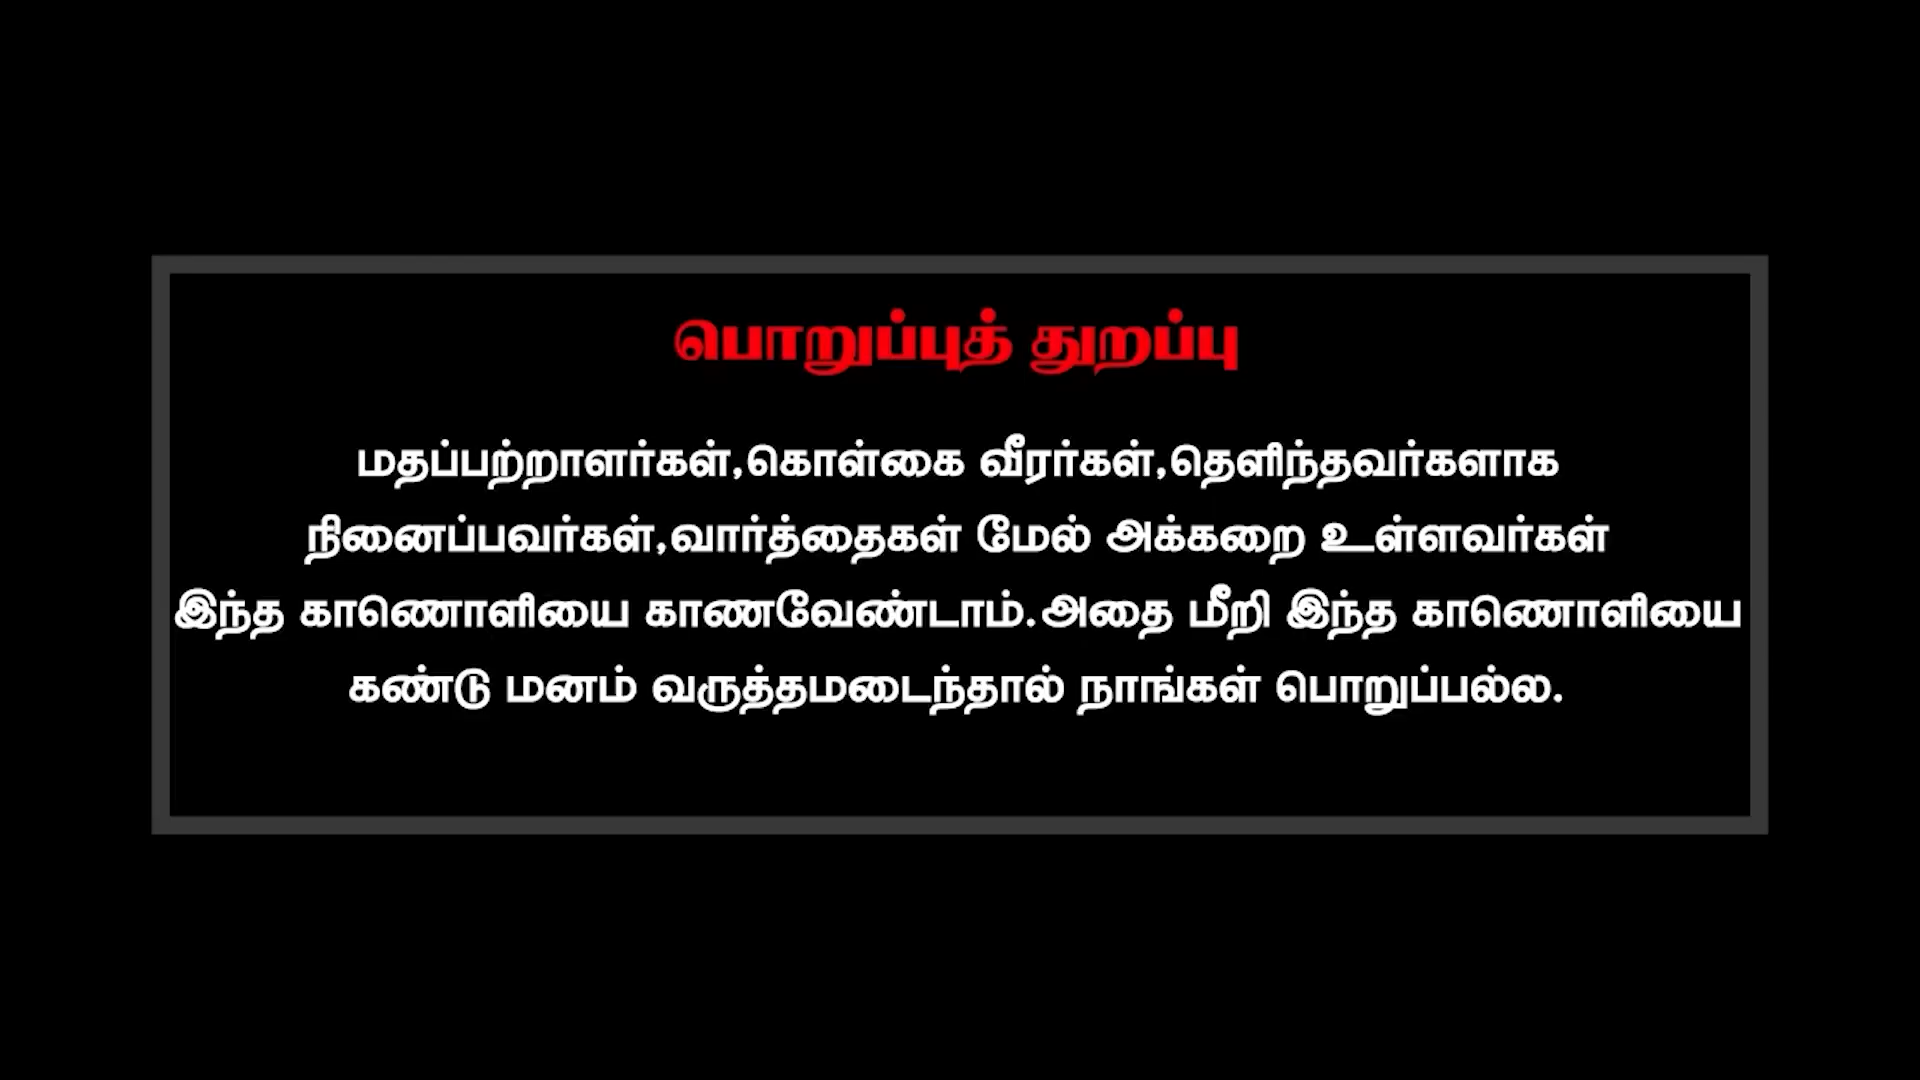 பொறுப்புத் துறப்பு
மதப்பற்றாளர்கள்,கொள்கை வீரர்கள்,தெளிந்தவர்களாக
நினைப்பவர்கள்,வார்த்தைகள் மேல் அக்கறை உள்ளவர்கள்
இந்த காணொளியை காணவேண்டாம்.அதை மீறி இந்த காணொளியை
கண்டு மனம் வருத்தமடைந்தால் நாங்கள் பொறுப்பல்ல.